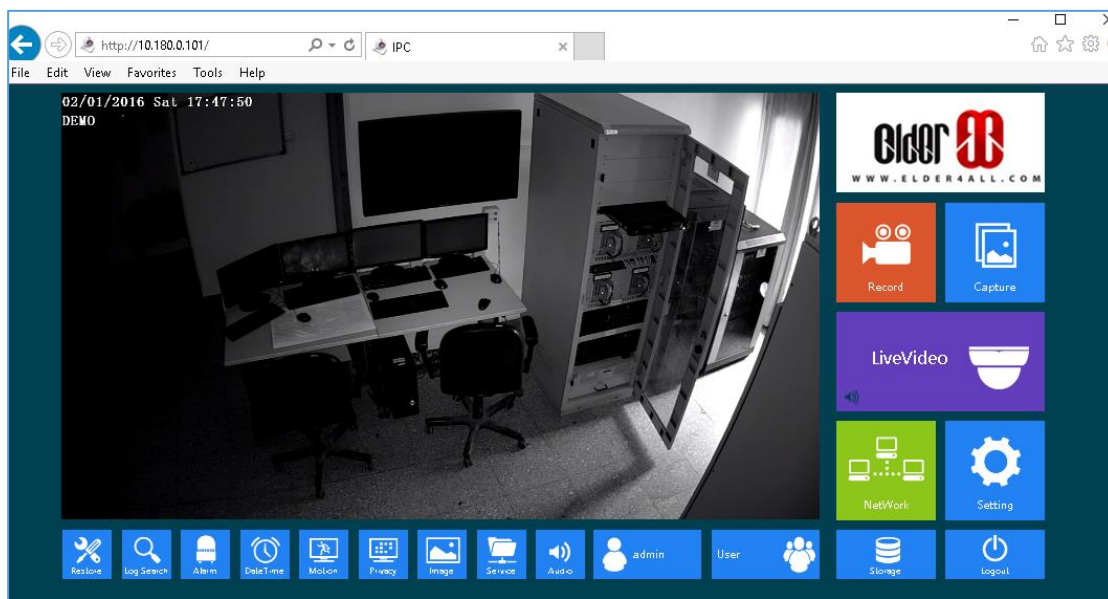 http://10.180.0.101/
IPC
File Edit View Favorites Tools Help
02/01/2016 Sat 17:47:50
DEMO
elder
WWW.ELDER4ALL.COM
Record
Capture
LiveVideo
NetWork
Setting
Restore
Log Search
Alarm
DateTime
Motion
Privacy
Image
Service
Audio
admin
User
Storage
Logout